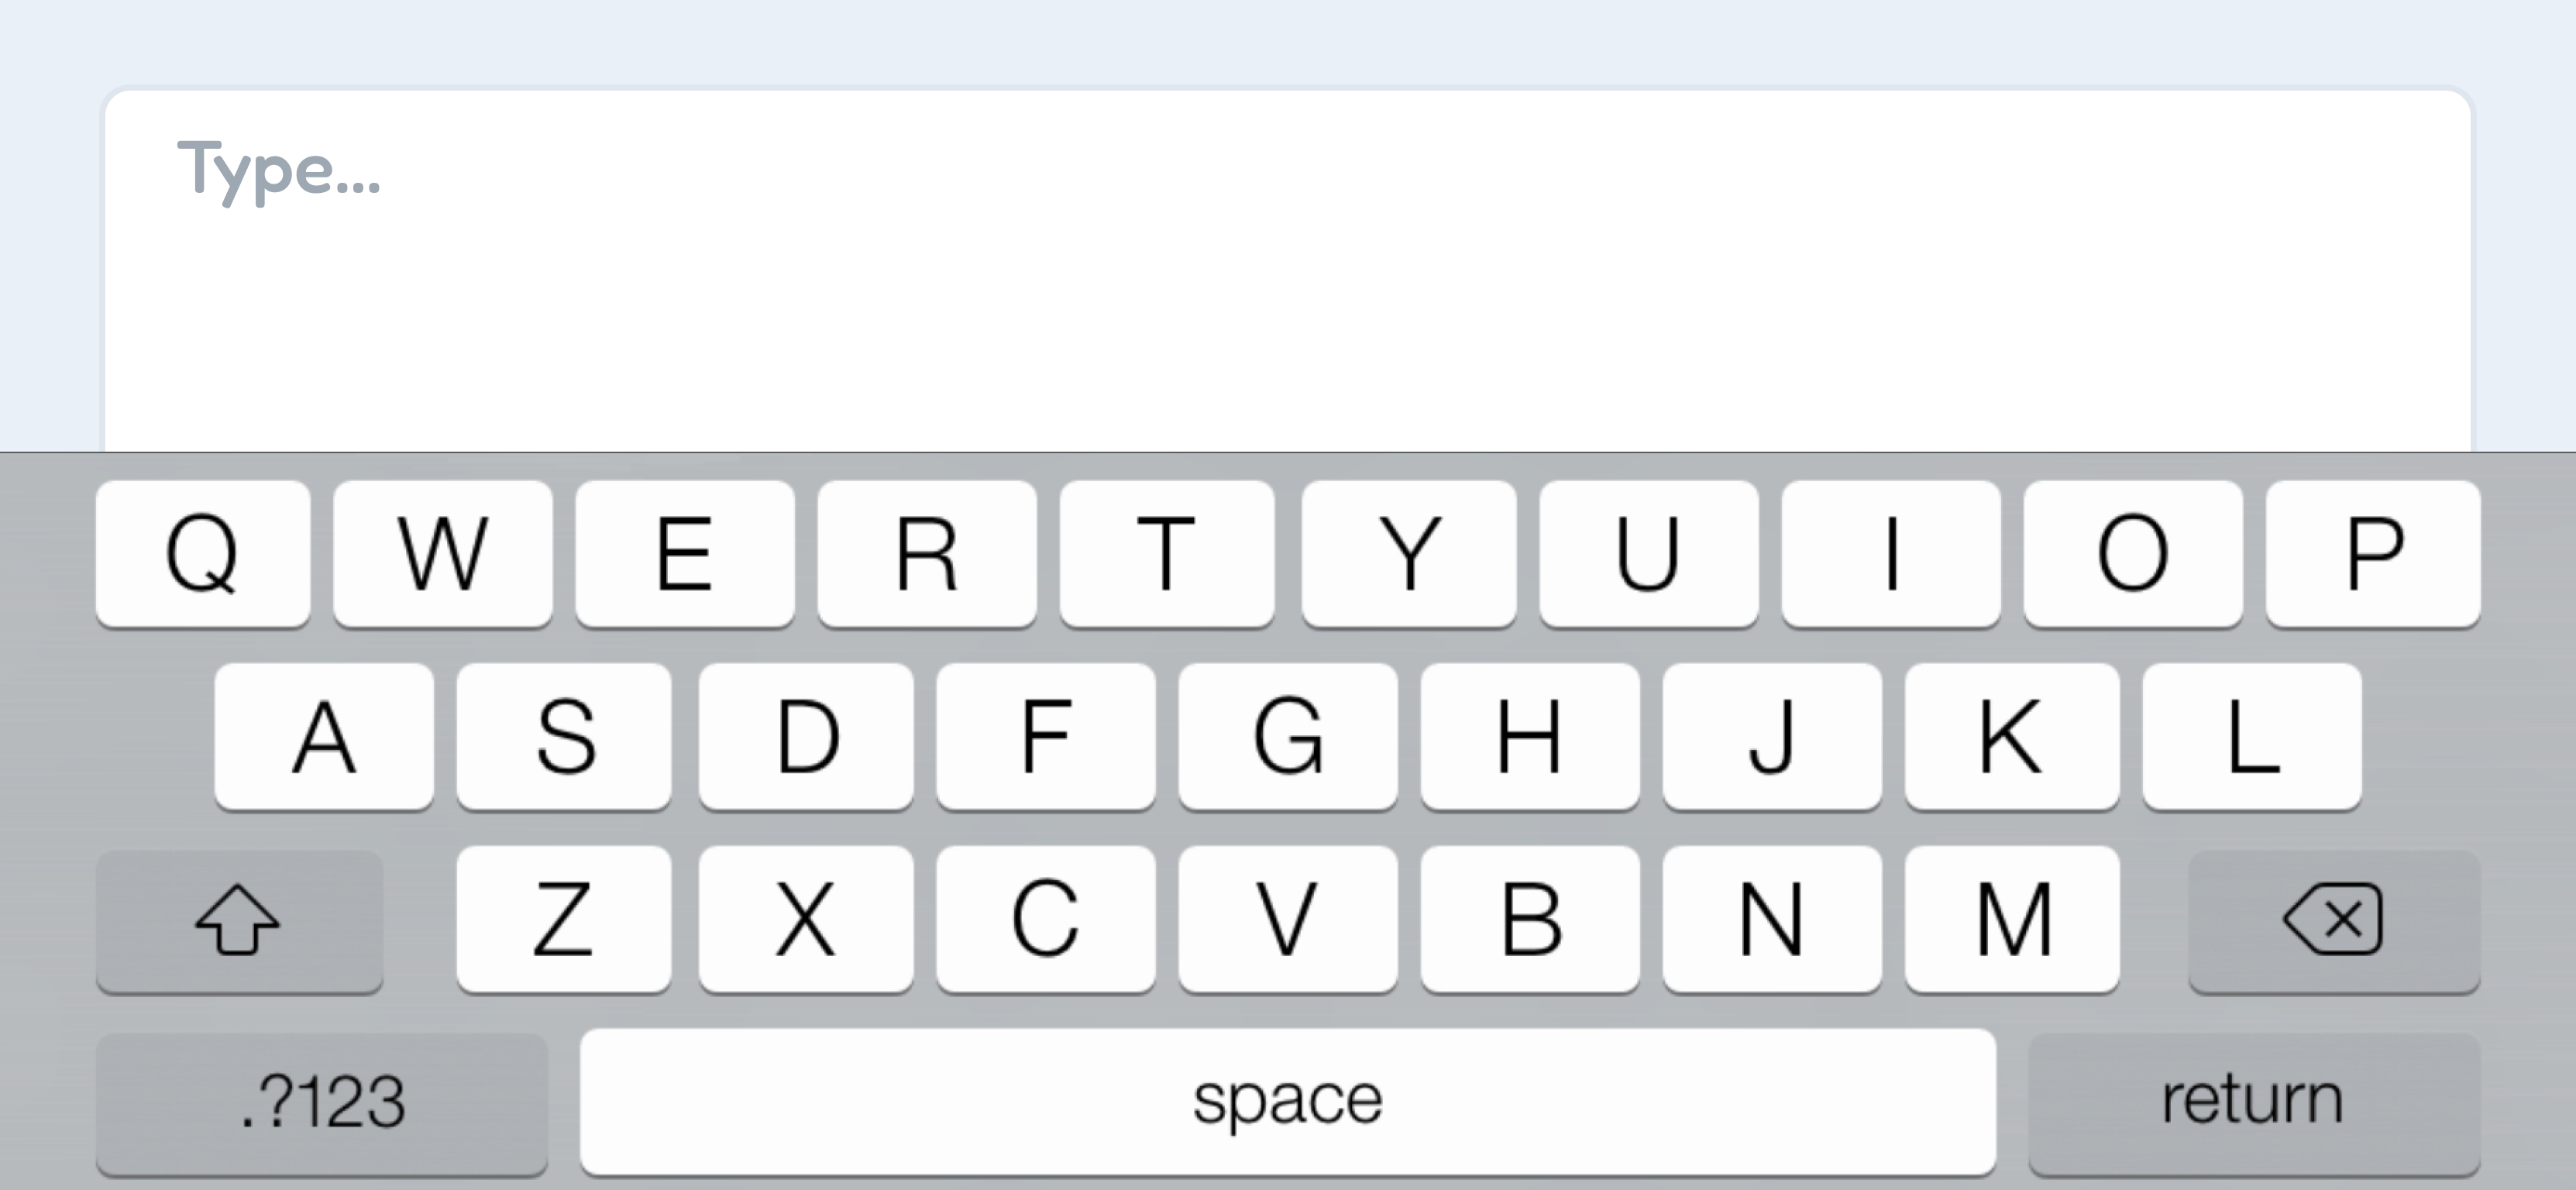 Type...
Q W E R T Y U I O P
A S D F G H J K L
Z X C V B N M
.?123 space return